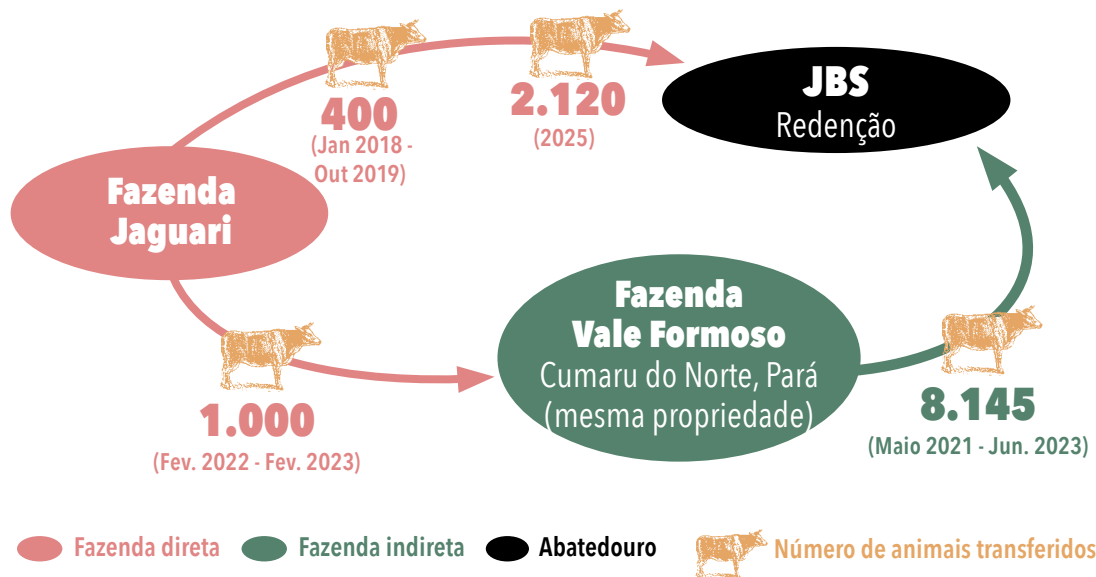 400
(Jan 2018 -
Out 2019)
2.120
(2025)
JBS
Redenção
Fazenda
Jaguari
Fazenda
Vale Formoso
Cumaru do Norte, Pará
(mesma propriedade)
1.000
(Fev. 2022 - Fev. 2023)
8.145
(Maio 2021 - Jun. 2023)
Fazenda direta
Fazenda indireta
Abatedouro
Número de animais transferidos